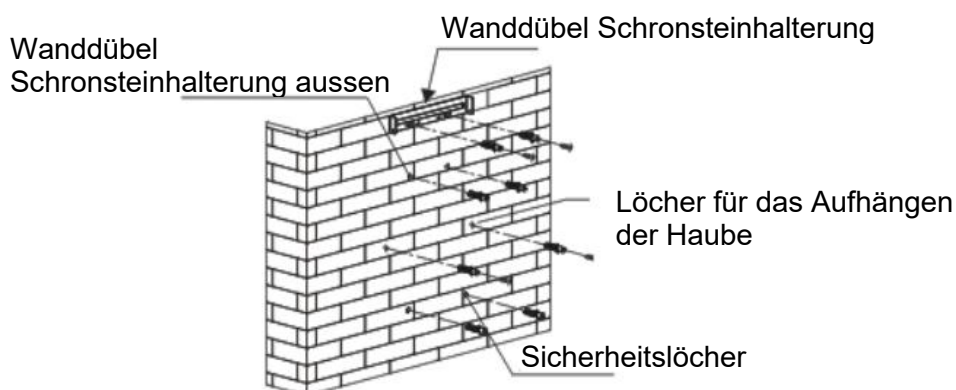 Wanddübel Schronsteinhalterung
Wanddübel
Schronsteinhalterung aussen
Löcher für das Aufhängen
der Haube
Sicherheitslöcher